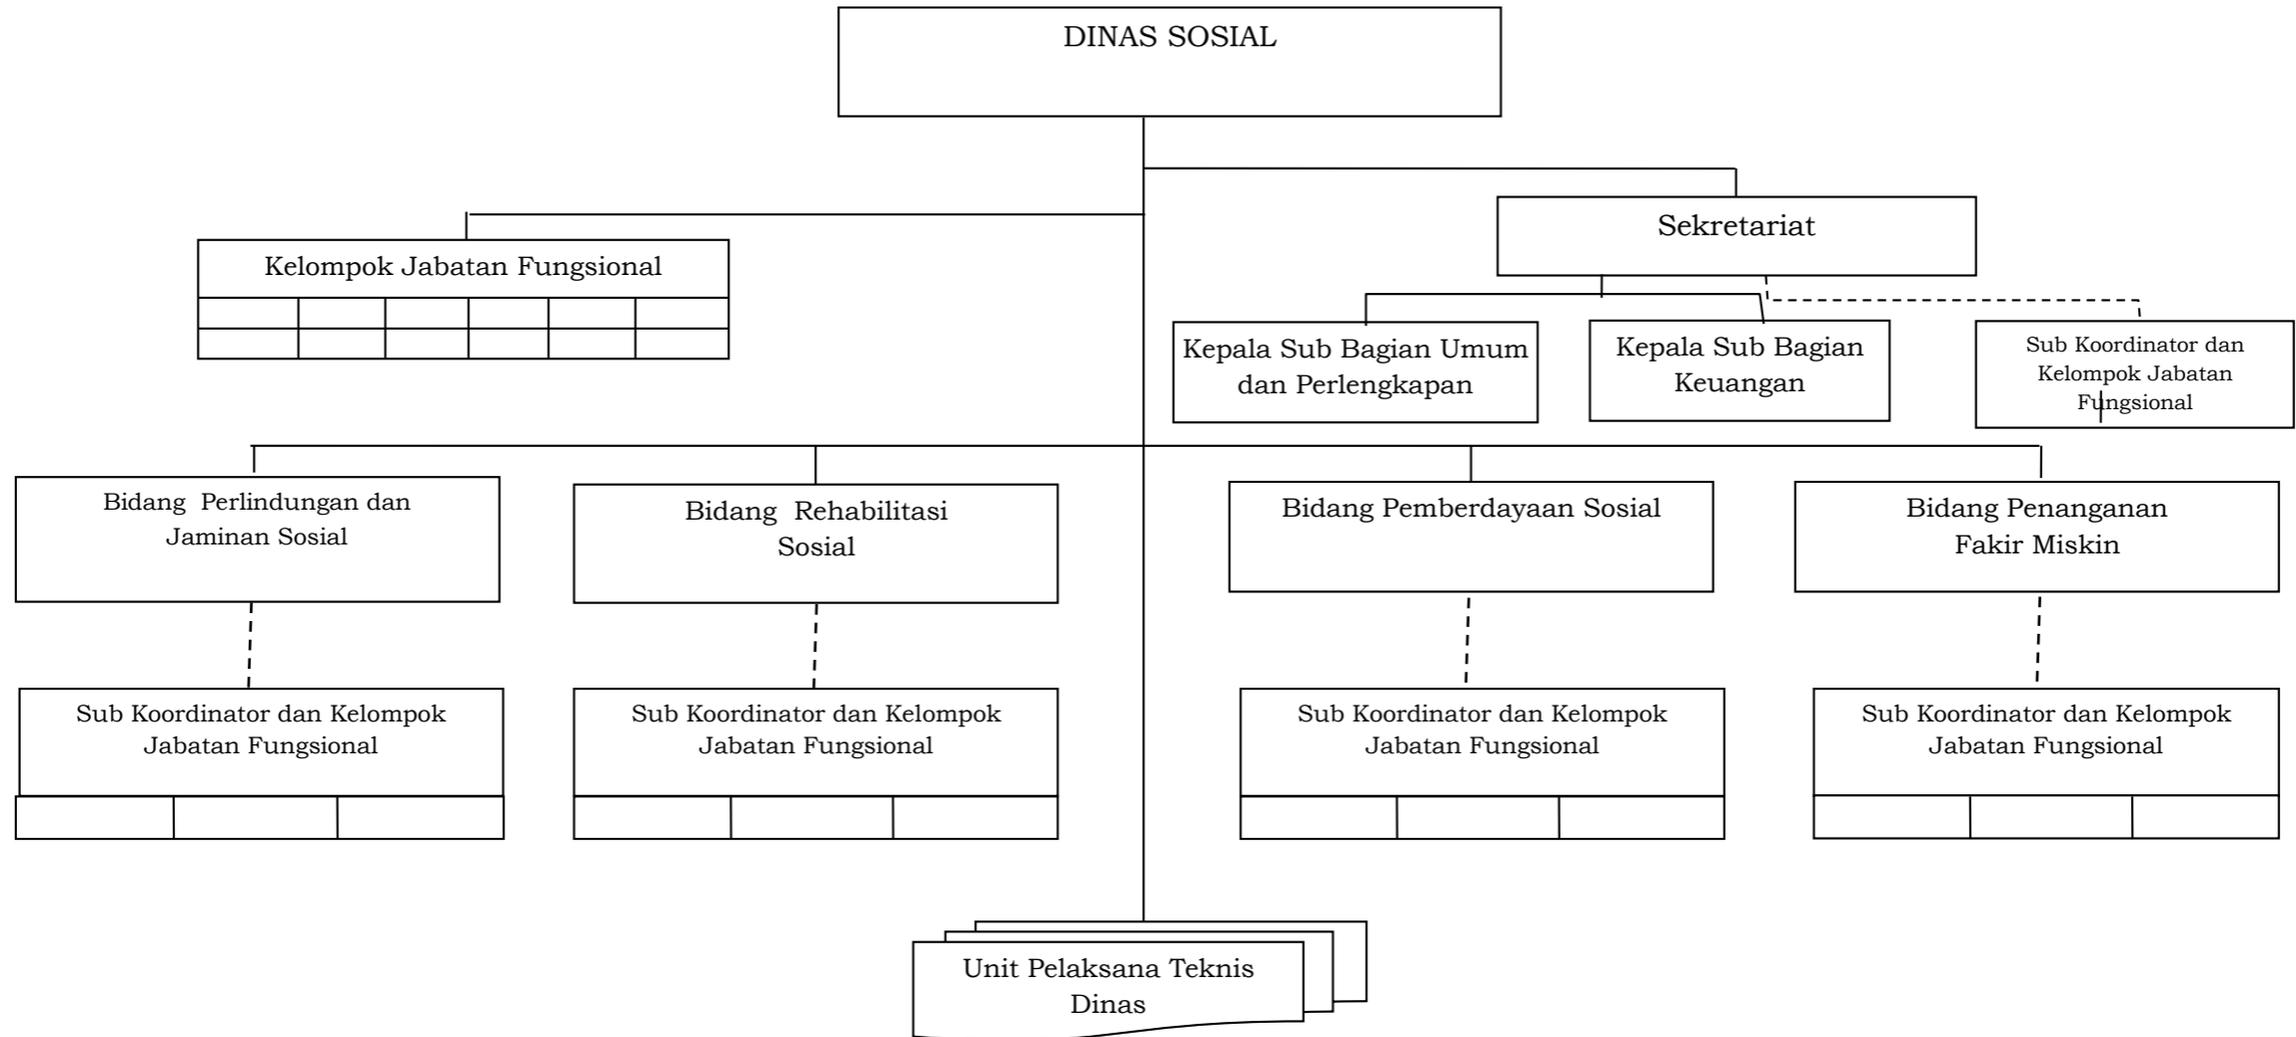 DINAS SOSIAL
Sekretariat
Kelompok Jabatan Fungsional
Kepala Sub Bagian Umum
dan Perlengkapan
Kepala Sub Bagian
Keuangan
Sub Koordinator dan
Kelompok Jabatan
Fungsional
Bidang  Perlindungan dan
Jaminan Sosial
Bidang  Rehabilitasi
Sosial
Bidang Pemberdayaan Sosial
Bidang Penanganan
Fakir Miskin
Sub Koordinator dan Kelompok
Jabatan Fungsional
Sub Koordinator dan Kelompok
Jabatan Fungsional
Sub Koordinator dan Kelompok
Jabatan Fungsional
Sub Koordinator dan Kelompok
Jabatan Fungsional
Unit Pelaksana Teknis
Dinas